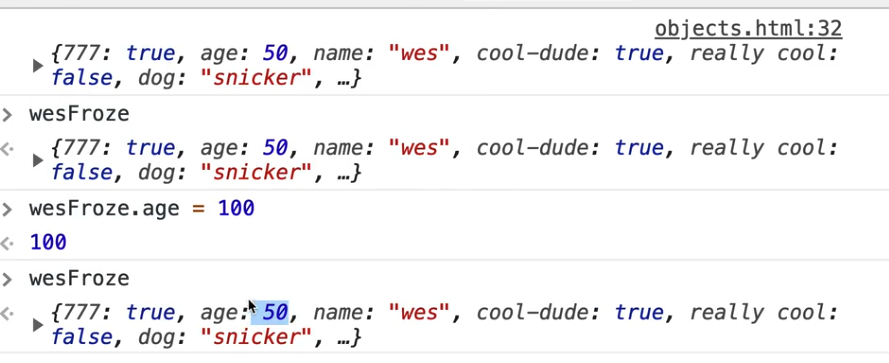 objects.html:32
▶ {777: true, age: 50, name: "wes", cool-dude: true, really cool:
false, dog: "snicker", …}
> wesFroze
<· ▶ {777: true, age: 50, name: "wes", cool-dude: true, really cool:
false, dog: "snicker", …}
> wesFroze.age = 100
<· 100
> wesFroze
<· ▶ {777: true, age: 50, name: "wes", cool-dude: true, really cool:
false, dog: "snicker", …}